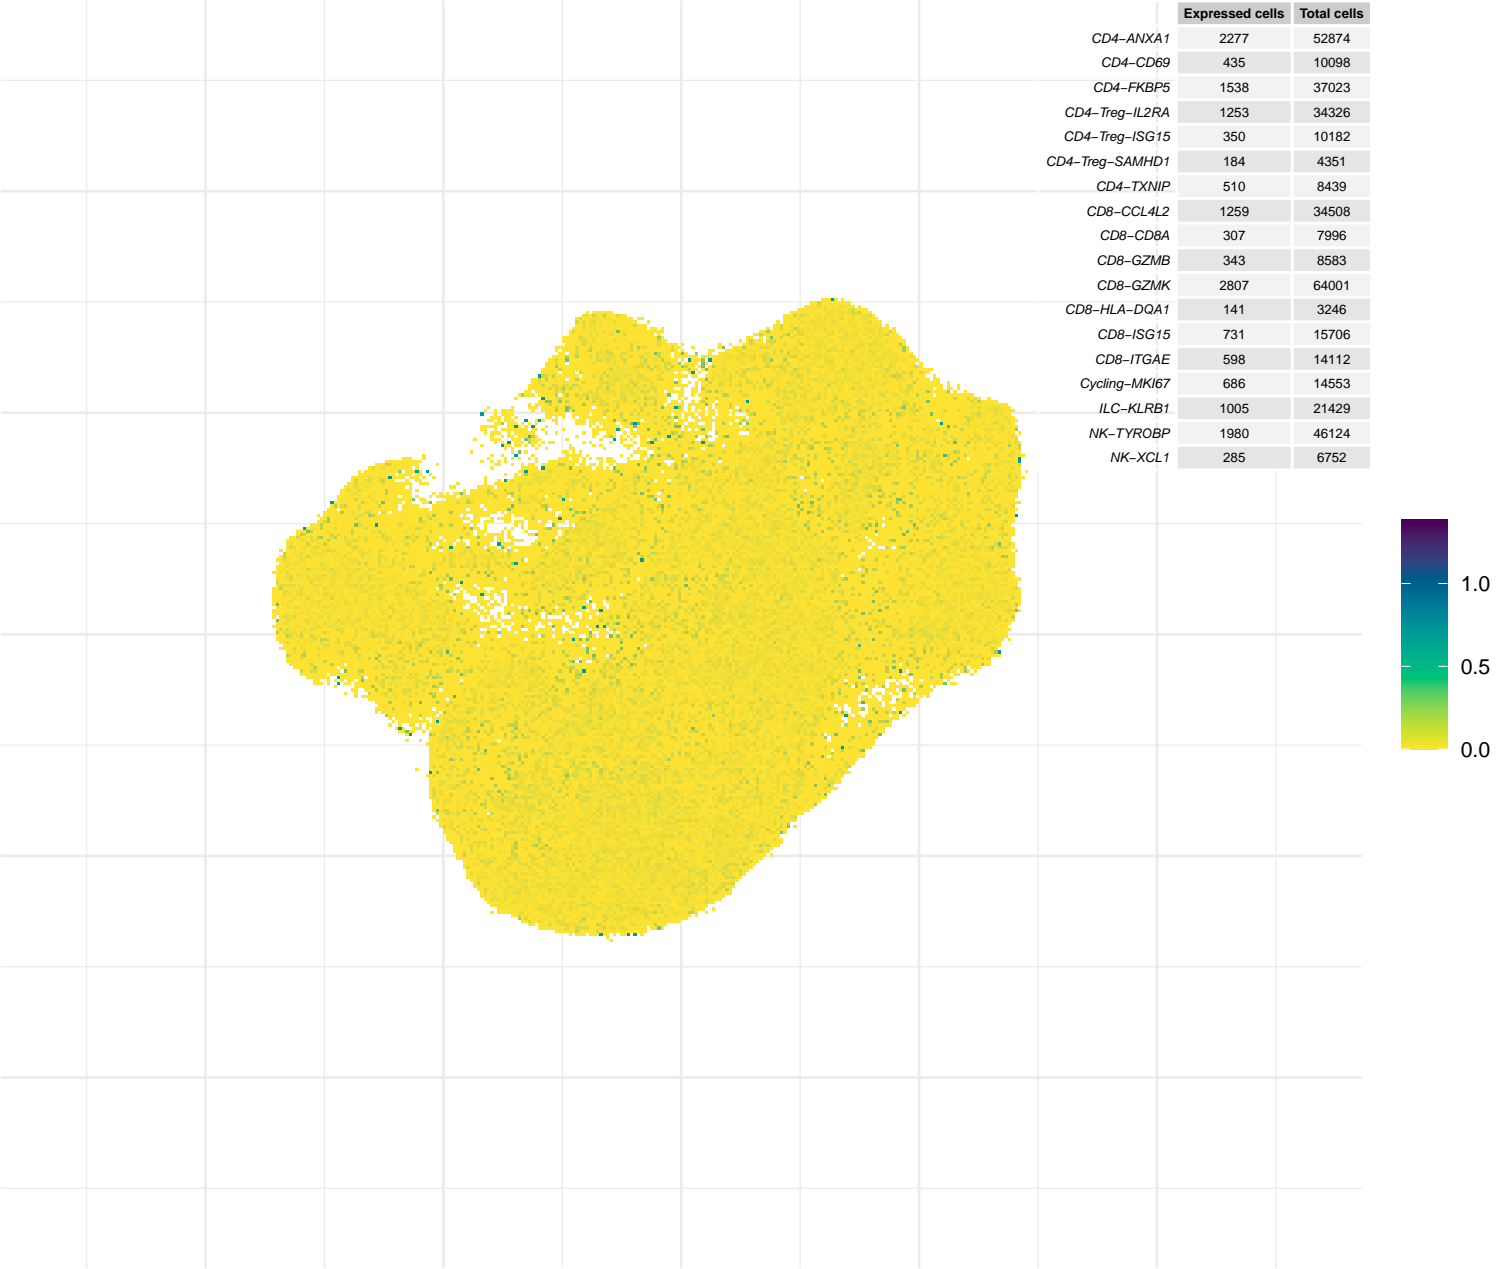 Expressed cells Total cells
CD4−ANXA1 2277 52874
CD4−CD69 435 10098
CD4−FKBP5 1538 37023
CD4−Treg−IL2RA 1253 34326
CD4−Treg−ISG15 350 10182
CD4−Treg−SAMHD1 184 4351
CD4−TXNIP 510 8439
CD8−CCL4L2 1259 34508
CD8−CD8A 307 7996
CD8−GZMB 343 8583
CD8−GZMK 2807 64001
CD8−HLA−DQA1 141 3246
CD8−ISG15 731 15706
CD8−ITGAE 598 14112
Cycling−MKI67 686 14553
ILC−KLRB1 1005 21429
NK−TYROBP 1980 46124
NK−XCL1 285 6752
1.0
0.5
0.0